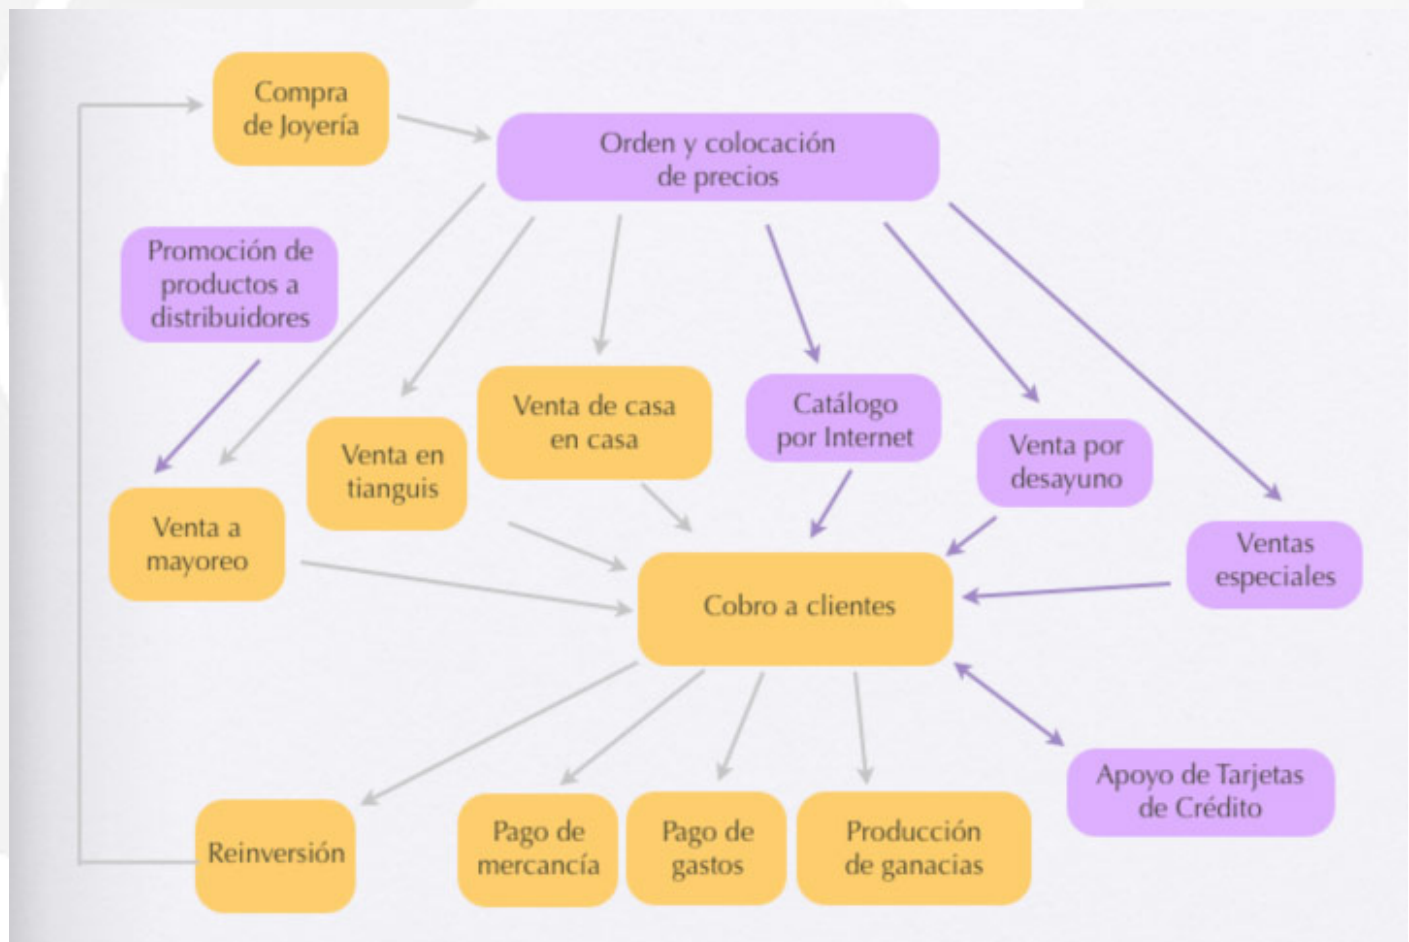 Compra
de Joyería
Orden y colocación
de precios
Promoción de
productos a
distribuidores
Venta de casa
en casa
Catálogo
por Internet
Venta en
tianguis
Venta por
desayuno
Venta a
mayoreo
Ventas
especiales
Cobro a clientes
Apoyo de Tarjetas
de Crédito
Reinversión
Pago de
mercancía
Pago de
gastos
Producción
de ganacias